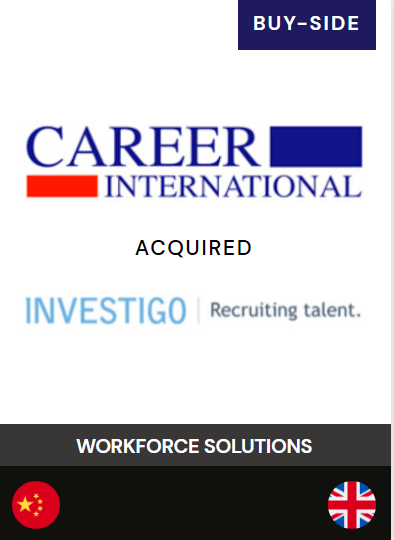 BUY-SIDE
CAREER
INTERNATIONAL
ACQUIRED
INVESTIGO | Recruiting talent.
WORKFORCE SOLUTIONS